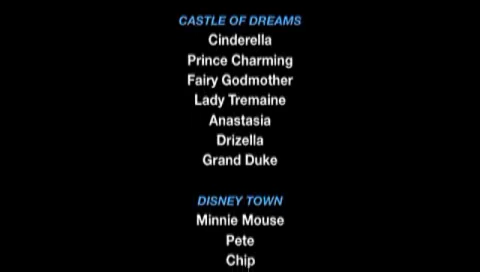 CASTLE OF DREAMS
Cinderella
Prince Charming
Fairy Godmother
Lady Tremaine
Anastasia
Drizella
Grand Duke
DISNEY TOWN
Minnie Mouse
Pete
Chip